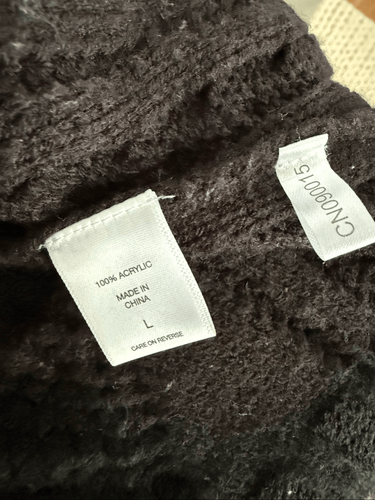 100% ACRYLIC
MADE IN
CHINA
L
CARE ON REVERSE
CN090015